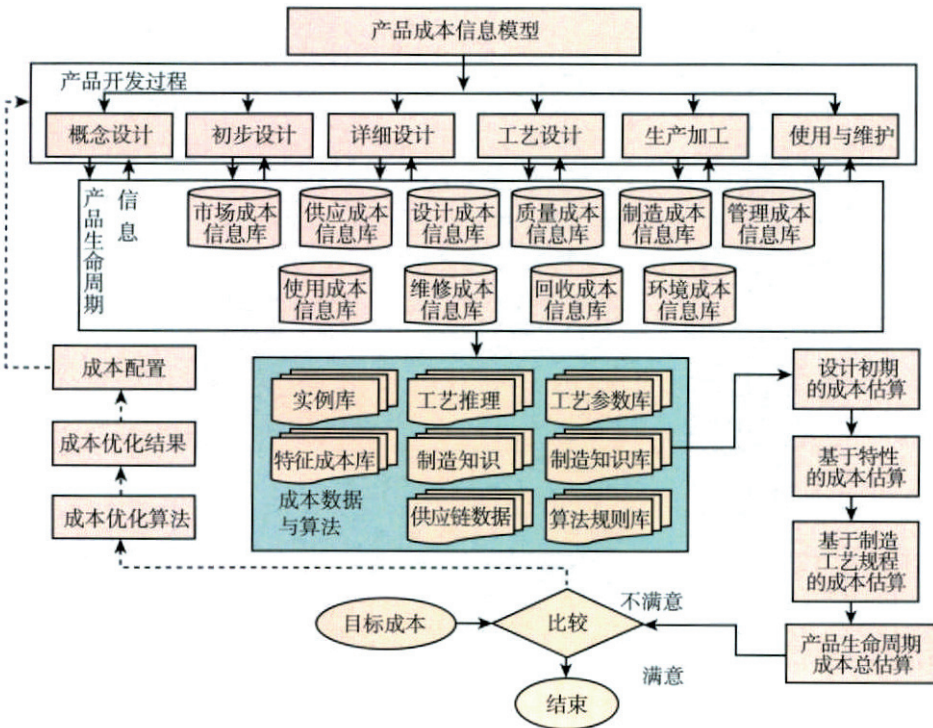 产品成本信息模型
产品开发过程
概念设计
初步设计
详细设计
工艺设计
生产加工
使用与维护
产品生命周期
信息
市场成本
信息库
供应成本
信息库
设计成本
信息库
质量成本
信息库
制造成本
信息库
管理成本
信息库
使用成本
信息库
维修成本
信息库
回收成本
信息库
环境成本
信息库
成本配置
成本优化结果
成本优化算法
实例库
工艺推理
工艺参数库
特征成本库
制造知识
制造知识库
成本数据
与算法
供应链数据
算法规则库
设计初期
的成本估算
基于特性
的成本估算
基于制造
工艺规程
的成本估算
产品生命周期
成本总估算
目标成本
比较
不满意
满意
结束